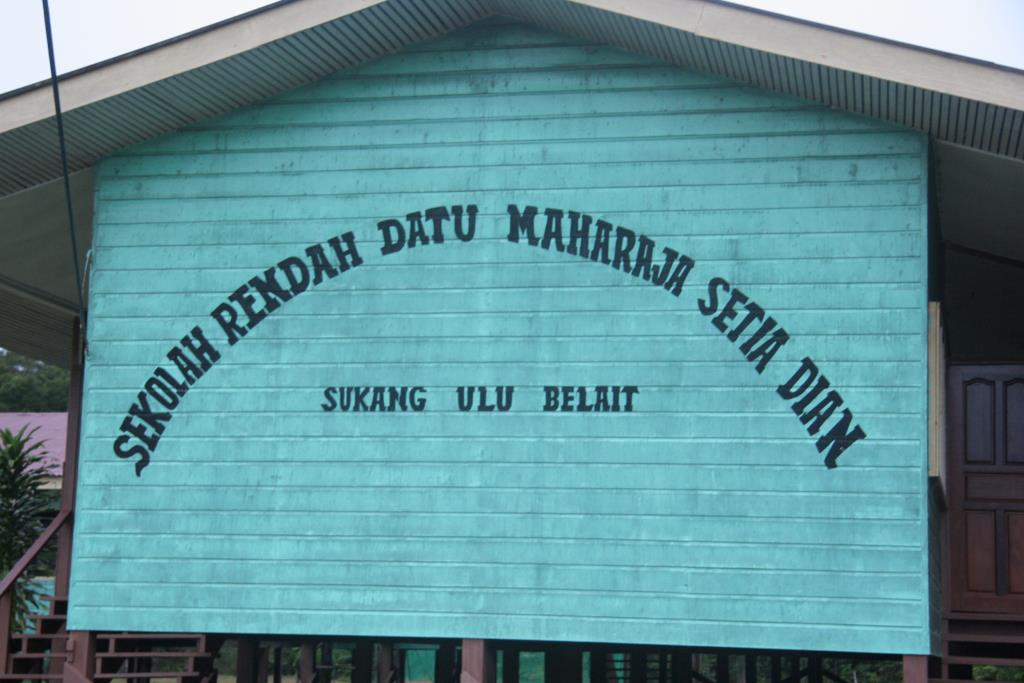 SEKOLAH RENDAH DATU MAHARAJA SETIA DIAN
SUKANG ULU BELAIT